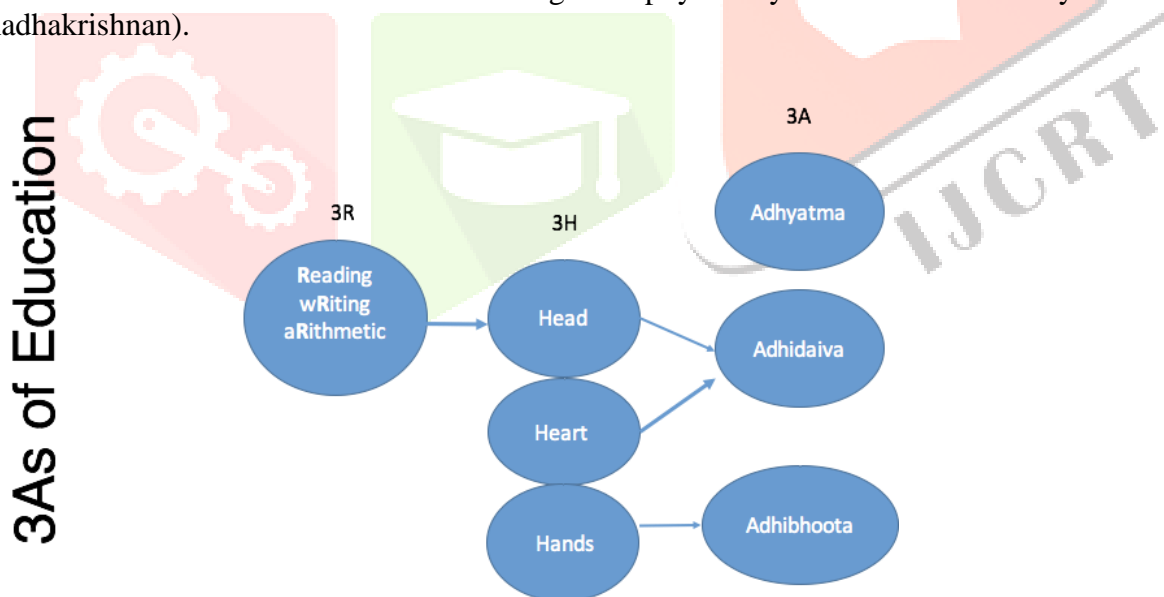 adhakrishnan).
3As of Education
3A
Adhyatma
IJCRT
3R
3H
Reading
wRiting
aRithmetic
Head
Adhidaiva
Heart
Hands
Adhibhoota